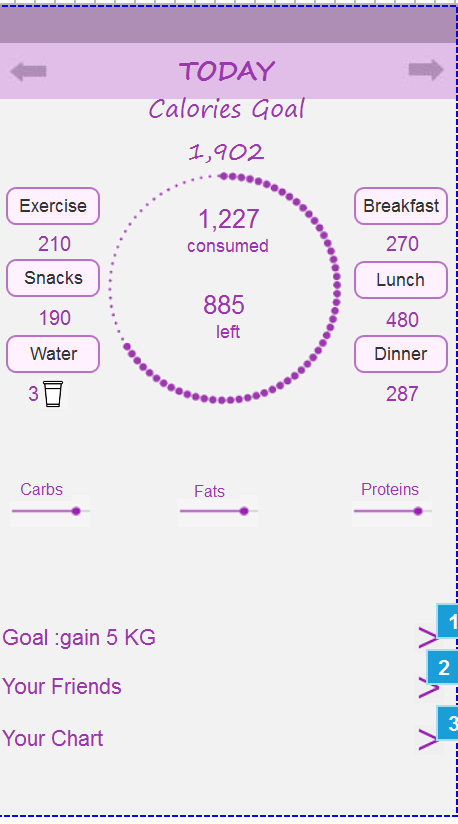 TODAY
Calories Goal
1,902
Exercise
210
Snacks
190
Water
3
1,227
consumed
885
left
Breakfast
270
Lunch
480
Dinner
287
Carbs
Fats
Proteins
Goal :gain 5 KG
>
1
Your Friends
>
2
Your Chart
>
3